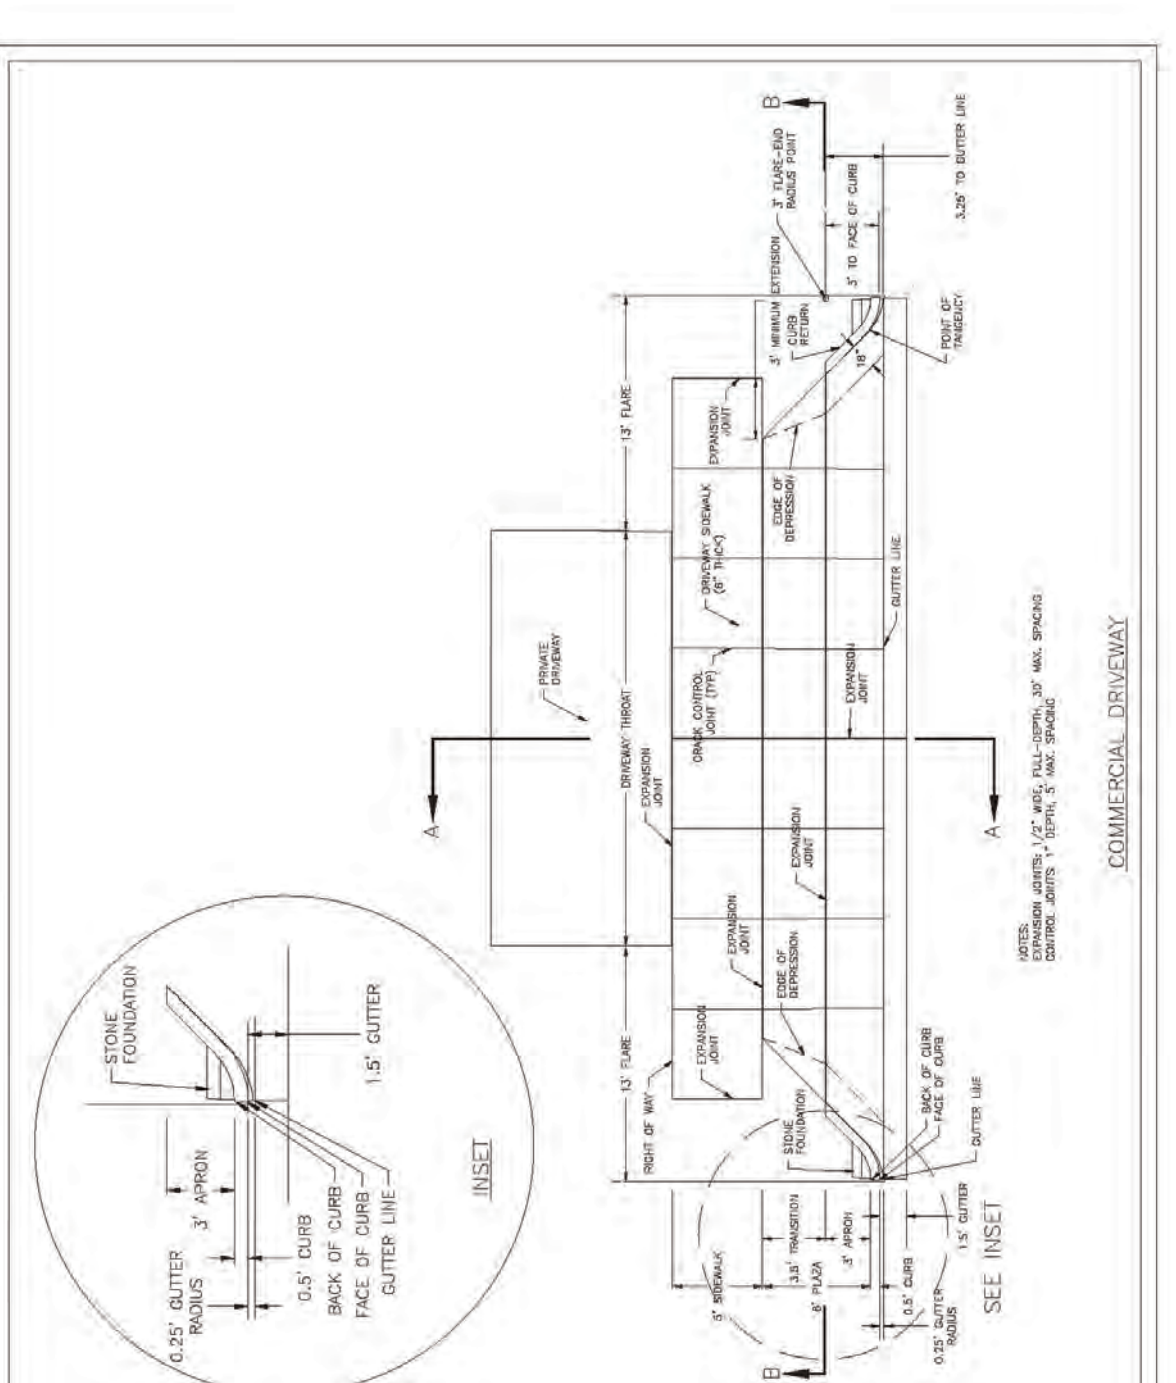 B
3' FLARE-END
RADIUS POINT
3' MINIMUM EXTENSION
CURB
RETURN
3' TO FACE OF CURB
3.25' TO GUTTER LINE
18"
POINT OF
TANGENCY
13' FLARE
EXPANSION
JOINT
EDGE OF
DEPRESSION
DRIVEWAY SIDEWALK
(6" THICK)
GUTTER LINE
PRIVATE
DRIVEWAY
DRIVEWAY THROAT
CRACK CONTROL
JOINT (TYP)
EXPANSION
JOINT
EXPANSION
JOINT
A
A
EXPANSION
JOINT
EXPANSION
JOINT
EDGE OF
DEPRESSION
13' FLARE
RIGHT OF WAY
EXPANSION
JOINT
STONE
FOUNDATION
BACK OF CURB
FACE OF CURB
GUTTER LINE
5' SIDEWALK
3.5' TRANSITION
6' PLAZA
3' APRON
0.5' CURB
1.5' GUTTER
0.25' GUTTER
RADIUS
SEE INSET
B
STONE
FOUNDATION
1.5' GUTTER
3' APRON
0.25' GUTTER
RADIUS
0.5' CURB
BACK OF CURB
FACE OF CURB
GUTTER LINE
INSET
NOTES:
EXPANSION JOINTS: 1/2" WIDE, FULL-DEPTH, 30' MAX. SPACING
CONTROL JOINTS: 1" DEPTH, 5' MAX. SPACING
COMMERCIAL DRIVEWAY